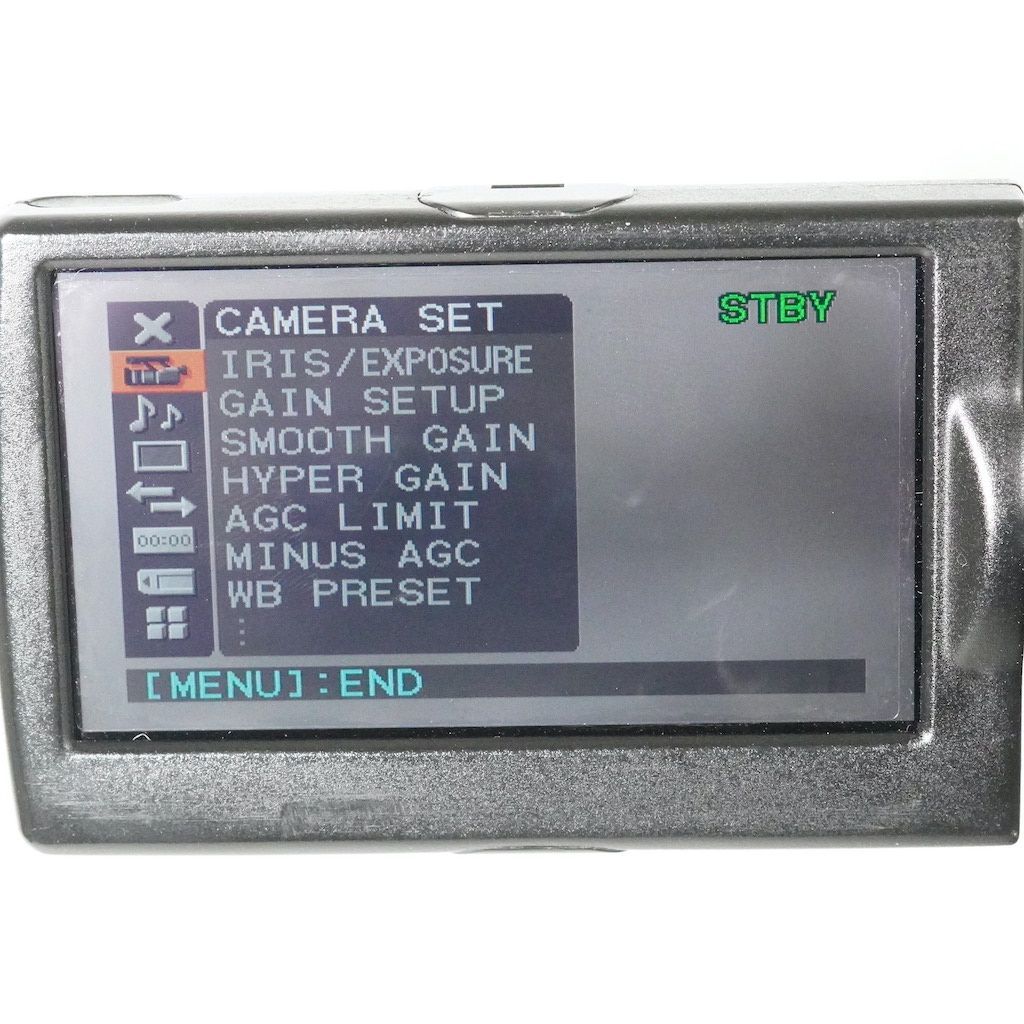 STBY
CAMERA SET
IRIS/EXPOSURE
GAIN SETUP
SMOOTH GAIN
HYPER GAIN
AGC LIMIT
MINUS AGC
WB PRESET
00:00
[MENU]:END